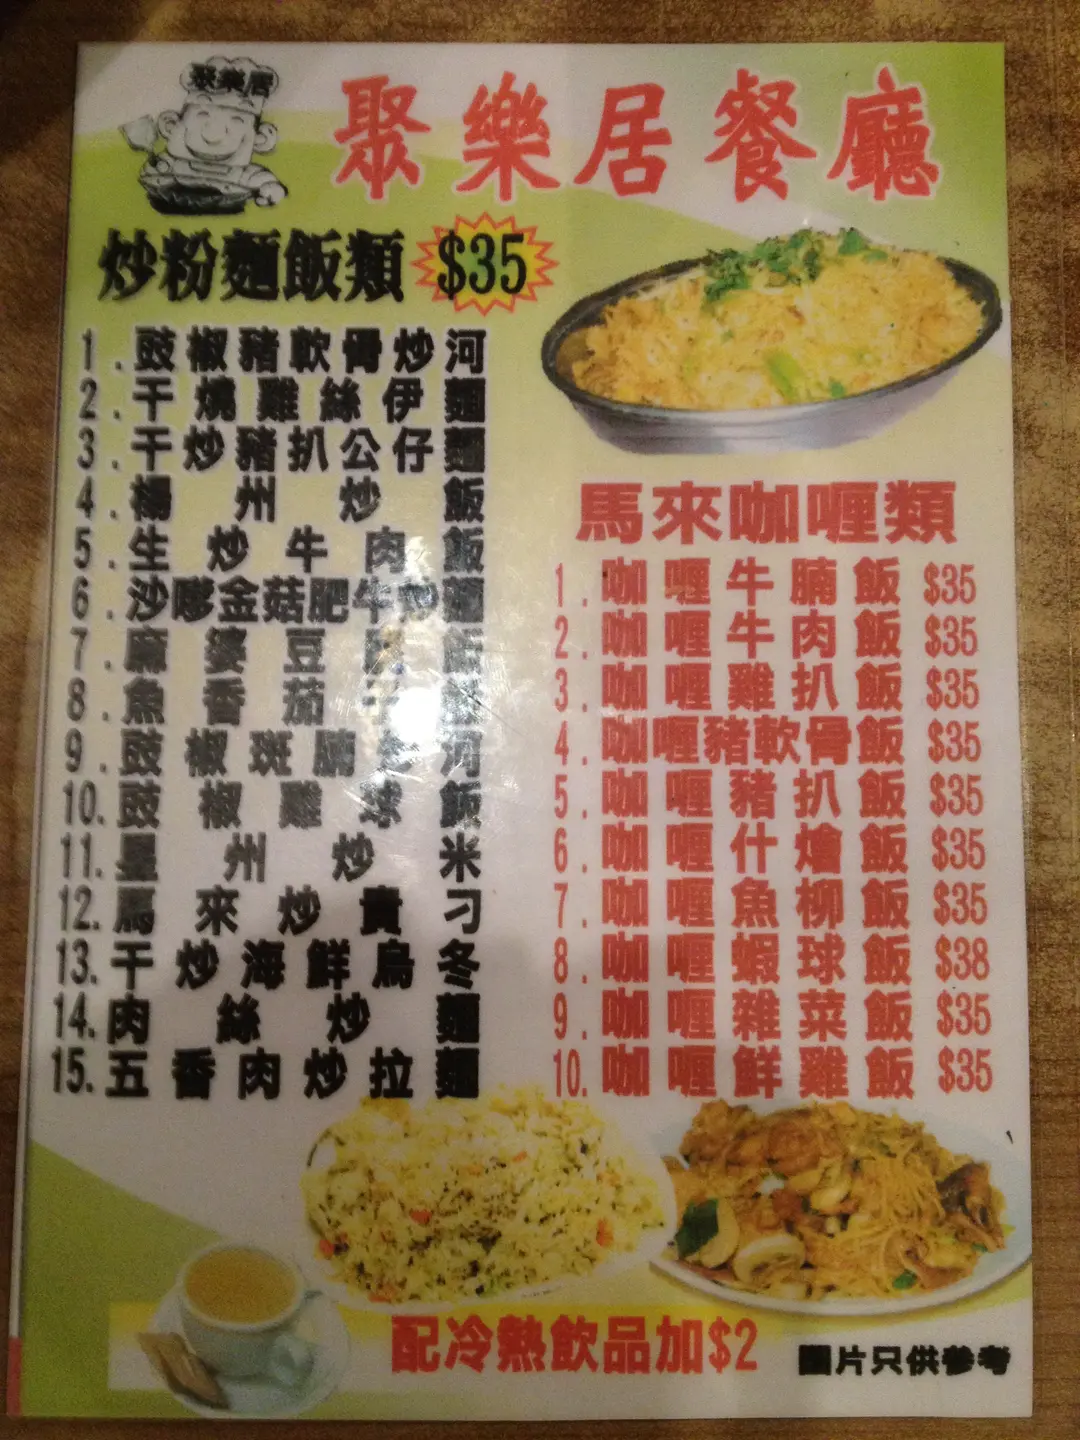 聚樂居
聚樂居餐廳
炒粉麵飯類 $35
1.豉椒豬軟骨炒河
2.干燒雞絲伊麵
3.干炒豬扒公仔麵
4.楊州炒飯
5.生炒牛肉飯
6.沙嗲金菇肥牛炒麵
7.麻婆豆
8.魚香茄子
9.豉椒斑腩 河
10.豉椒雞球飯
11.星州炒米
12.馬來炒貴刁
13.干炒海鮮烏冬
14.肉絲炒麵
15.五香肉炒拉麵
馬來咖喱類
1.咖喱牛腩飯 $35
2.咖喱牛肉飯 $35
3.咖喱雞扒飯 $35
4.咖喱豬軟骨飯 $35
5.咖喱豬扒飯 $35
6.咖喱什燴飯 $35
7.咖喱魚柳飯 $35
8.咖喱蝦球飯 $38
9.咖喱雜菜飯 $35
10.咖喱鮮雞飯 $35
配冷熱飲品加$2
圖片只供參考